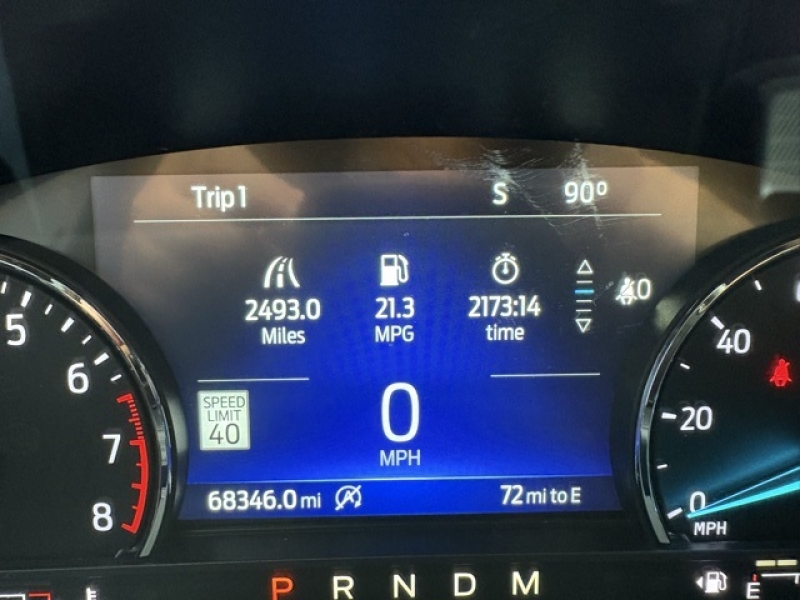 Trip 1 S 90°
2493.0 21.3 2173:14 0
Miles MPG time
5
6
7
8
SPEED
LIMIT
40
0
MPH
40
20
0
MPH
68346.0 mi 72 mi to E
P R N D M
E